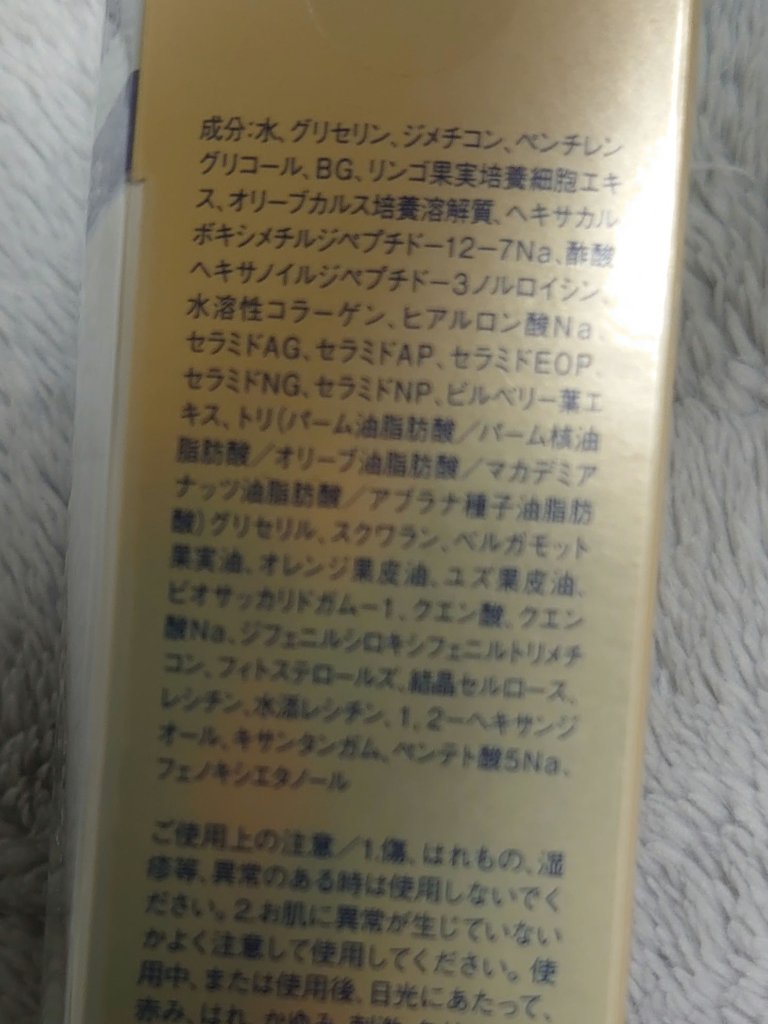 成分:水、グリセリン、ジメチコン、ペンチレン
グリコール、BG、リンゴ果実培養細胞エキ
ス、オリーブカルス培養溶解質、ヘキサカル
ボキシメチルジペプチド-12-7Na、酢酸
ヘキサノイルジペプチド-3ノルロイシン、
水溶性コラーゲン、ヒアルロン酸Na、
セラミドAG、セラミドAP、セラミドEOP、
セラミドNG、セラミドNP、ビルベリー葉エ
キス、トリ(パーム油脂肪酸/パーム核油
脂肪酸/オリーブ油脂肪酸/マカデミア
ナッツ油脂肪酸/アブラナ種子油脂肪
酸)グリセリル、スクワラン、ベルガモット
果実油、オレンジ果皮油、ユズ果皮油、
ビオサッカリドガム-1、クエン酸、クエン
酸Na、ジフェニルシロキシフェニルトリメチ
コン、フィトステロールズ、結晶セルロース、
レシチン、水添レシチン、1,2-ヘキサンジ
オール、キサンタンガム、ペンテト酸5Na、
フェノキシエタノール
ご使用上の注意/1.傷、はれもの、湿
疹等、異常のある時は使用しないでく
ださい。2.お肌に異常が生じていない
かよく注意して使用してください。使
用中、または使用後、日光にあたって、
赤み、はれ、かゆみ、刺激、